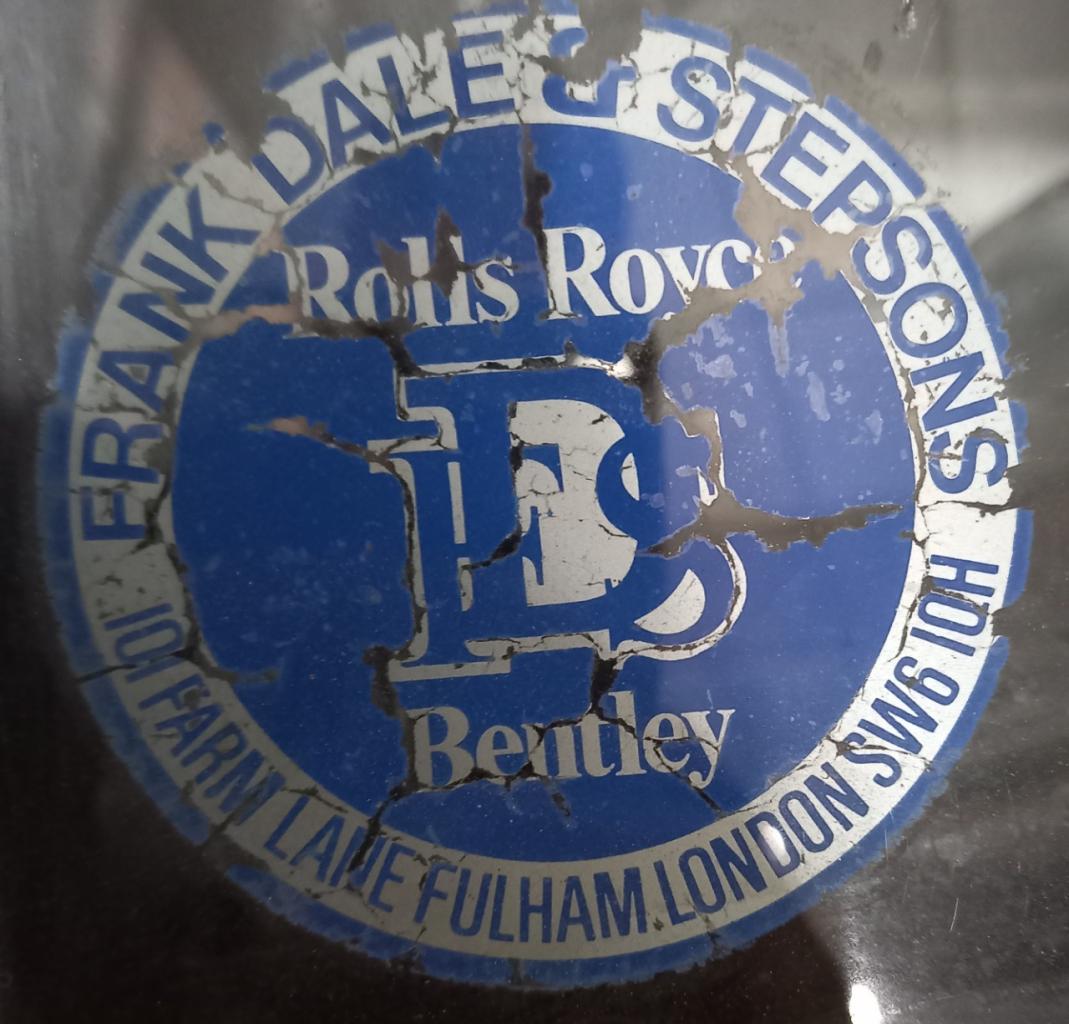 FRANK DALE & STEPSONS
Rolls Royce
FDS
Bentley
101 FARM LANE FULHAM LONDON SW6 1QH